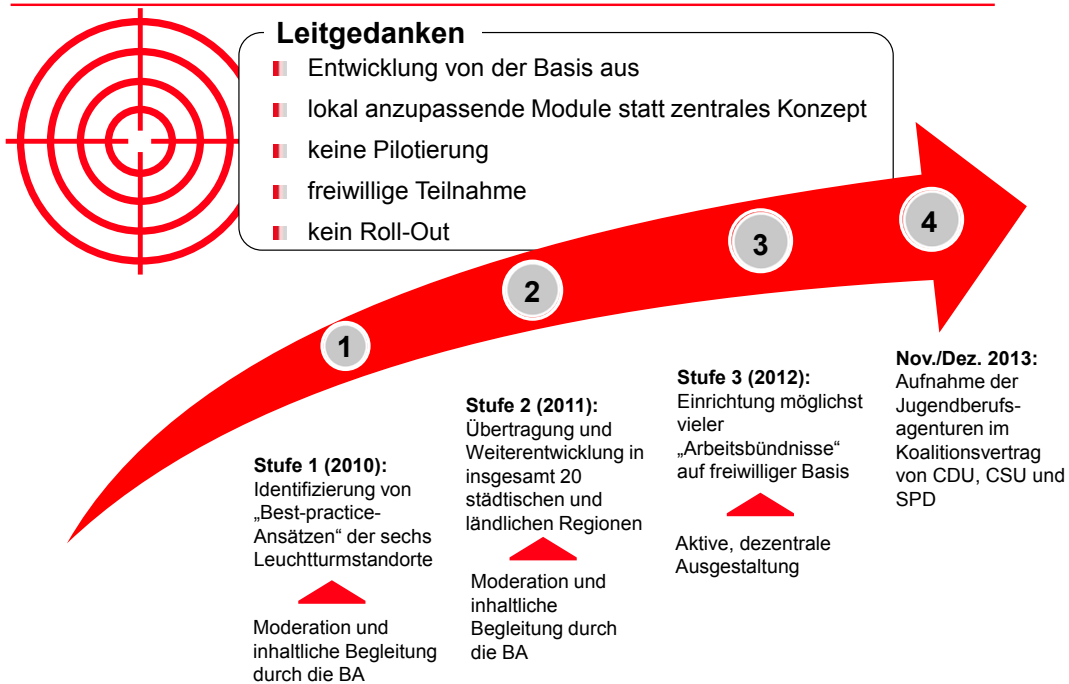 Leitgedanken
Entwicklung von der Basis aus
lokal anzupassende Module statt zentrales Konzept
keine Pilotierung
freiwillige Teilnahme
kein Roll-Out
1
2
3
4
Stufe 1 (2010):
Identifizierung von
„Best-practice-
Ansätzen“ der sechs
Leuchtturmstandorte
Moderation und
inhaltliche Begleitung
durch die BA
Stufe 2 (2011):
Übertragung und
Weiterentwicklung in
insgesamt 20
städtischen und
ländlichen Regionen
Moderation und
inhaltliche
Begleitung durch
die BA
Stufe 3 (2012):
Einrichtung möglichst
vieler
„Arbeitsbündnisse“
auf freiwilliger Basis
Aktive, dezentrale
Ausgestaltung
Nov./Dez. 2013:
Aufnahme der
Jugendberufs-
agenturen im
Koalitionsvertrag
von CDU, CSU und
SPD